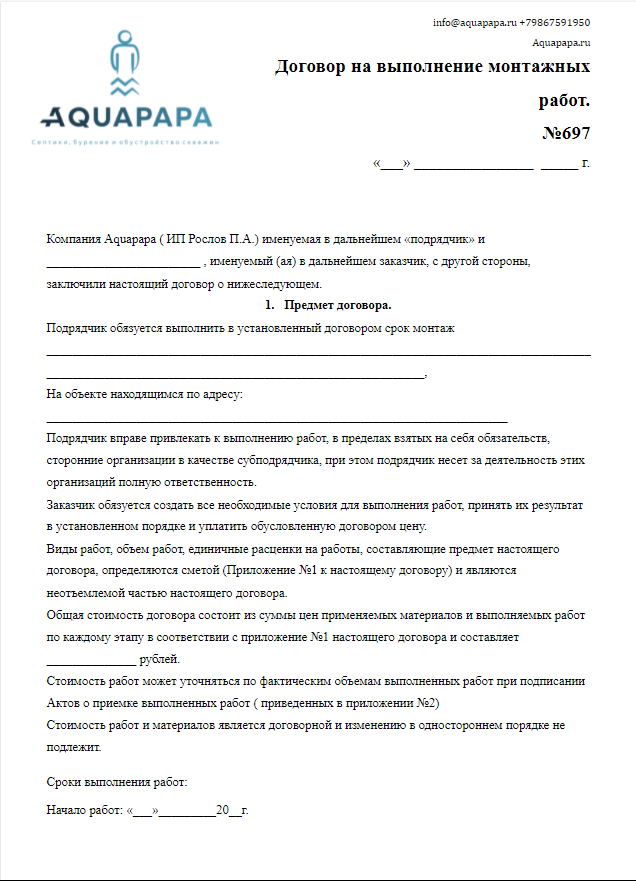 info@aquapapa.ru +79867591950
Aquapapa.ru
Договор на выполнение монтажных
работ.
№697
«___» ________________ _____ г.
AQUAPAPA
Септики, бурение и обустройство скважин
Компания Aquapapa ( ИП Рослов П.А.) именуемая в дальнейшем «подрядчик» и
________________________ , именуемый (ая) в дальнейшем заказчик, с другой стороны,
заключили настоящий договор о нижеследующем.
1. Предмет договора.
Подрядчик обязуется выполнить в установленный договором срок монтаж
_____________________________________________________________________________________
___________________________________________________________,
На объекте находящимся по адресу:
________________________________________________________________________
Подрядчик вправе привлекать к выполнению работ, в пределах взятых на себя обязательств,
сторонние организации в качестве субподрядчика, при этом подрядчик несет за деятельность этих
организаций полную ответственность.
Заказчик обязуется создать все необходимые условия для выполнения работ, принять их результат
в установленном порядке и уплатить обусловленную договором цену.
Виды работ, объем работ, единичные расценки на работы, составляющие предмет настоящего
договора, определяются сметой (Приложение №1 к настоящему договору) и являются
неотъемлемой частью настоящего договора.
Общая стоимость договора состоит из суммы цен применяемых материалов и выполняемых работ
по каждому этапу в соответствии с приложение №1 настоящего договора и составляет
______________ рублей.
Стоимость работ может уточняться по фактическим объемам выполненных работ при подписании
Актов о приемке выполненных работ ( приведенных в приложении №2)
Стоимость работ и материалов является договорной и изменению в одностороннем порядке не
подлежит.
Сроки выполнения работ:
Начало работ: «___»_________20__г.